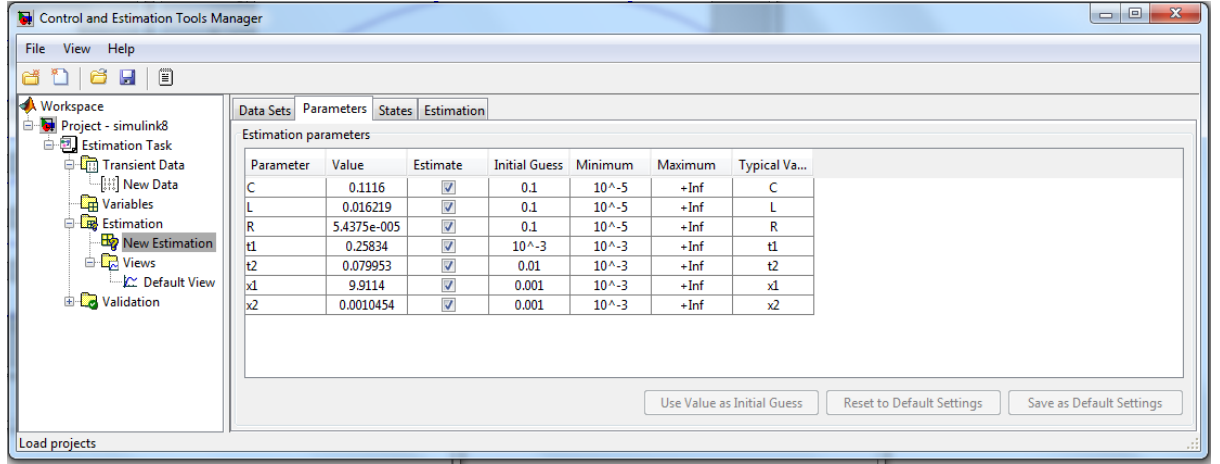 Control and Estimation Tools Manager
File View Help
Workspace
Project - simulink8
Estimation Task
Transient Data
New Data
Variables
Estimation
New Estimation
Views
Default View
Validation
Data Sets Parameters States Estimation
Estimation parameters
Parameter Value Estimate Initial Guess Minimum Maximum Typical Va...
C 0.1116 0.1 10^-5 +Inf C
L 0.016219 0.1 10^-5 +Inf L
R 5.4375e-005 0.1 10^-5 +Inf R
t1 0.25834 10^-3 10^-3 +Inf t1
t2 0.079953 0.01 10^-3 +Inf t2
x1 9.9114 0.001 10^-3 +Inf x1
x2 0.0010454 0.001 10^-3 +Inf x2
Use Value as Initial Guess Reset to Default Settings Save as Default Settings
Load projects